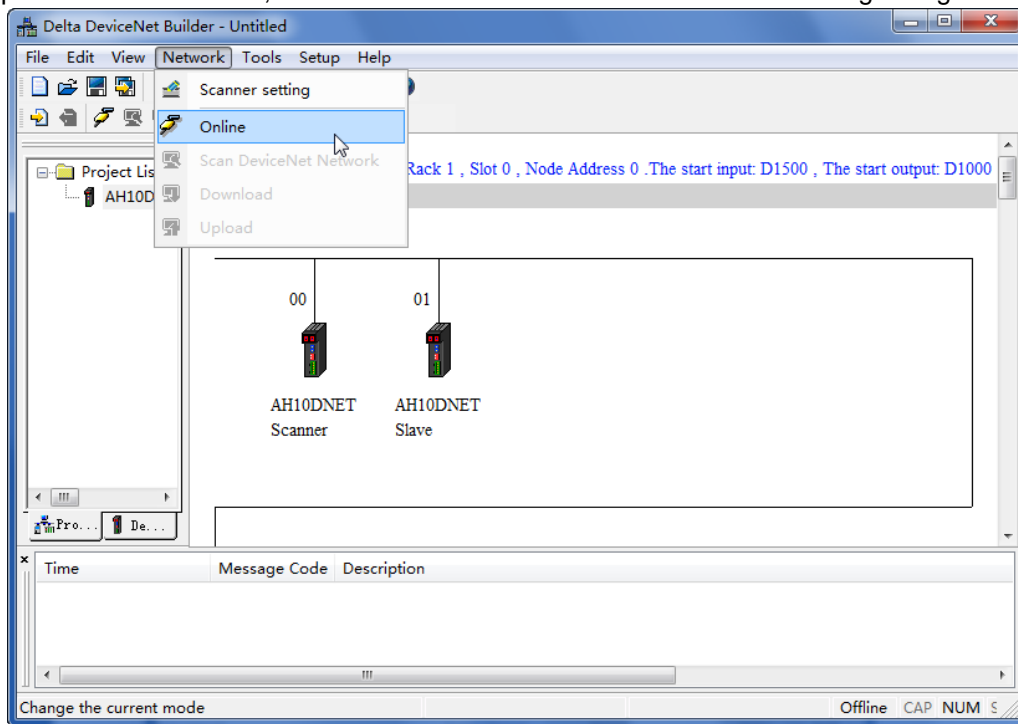 Delta DeviceNet Builder - Untitled
File Edit View Network Tools Setup Help
Scanner setting
Online
Scan DeviceNet Network
Download
Upload
Project Lis
AH10D
Rack 1 , Slot 0 , Node Address 0 .The start input: D1500 , The start output: D1000
00 01
AH10DNET AH10DNET
Scanner Slave
Pro... De...
Time Message Code Description
Change the current mode Offline CAP NUM S